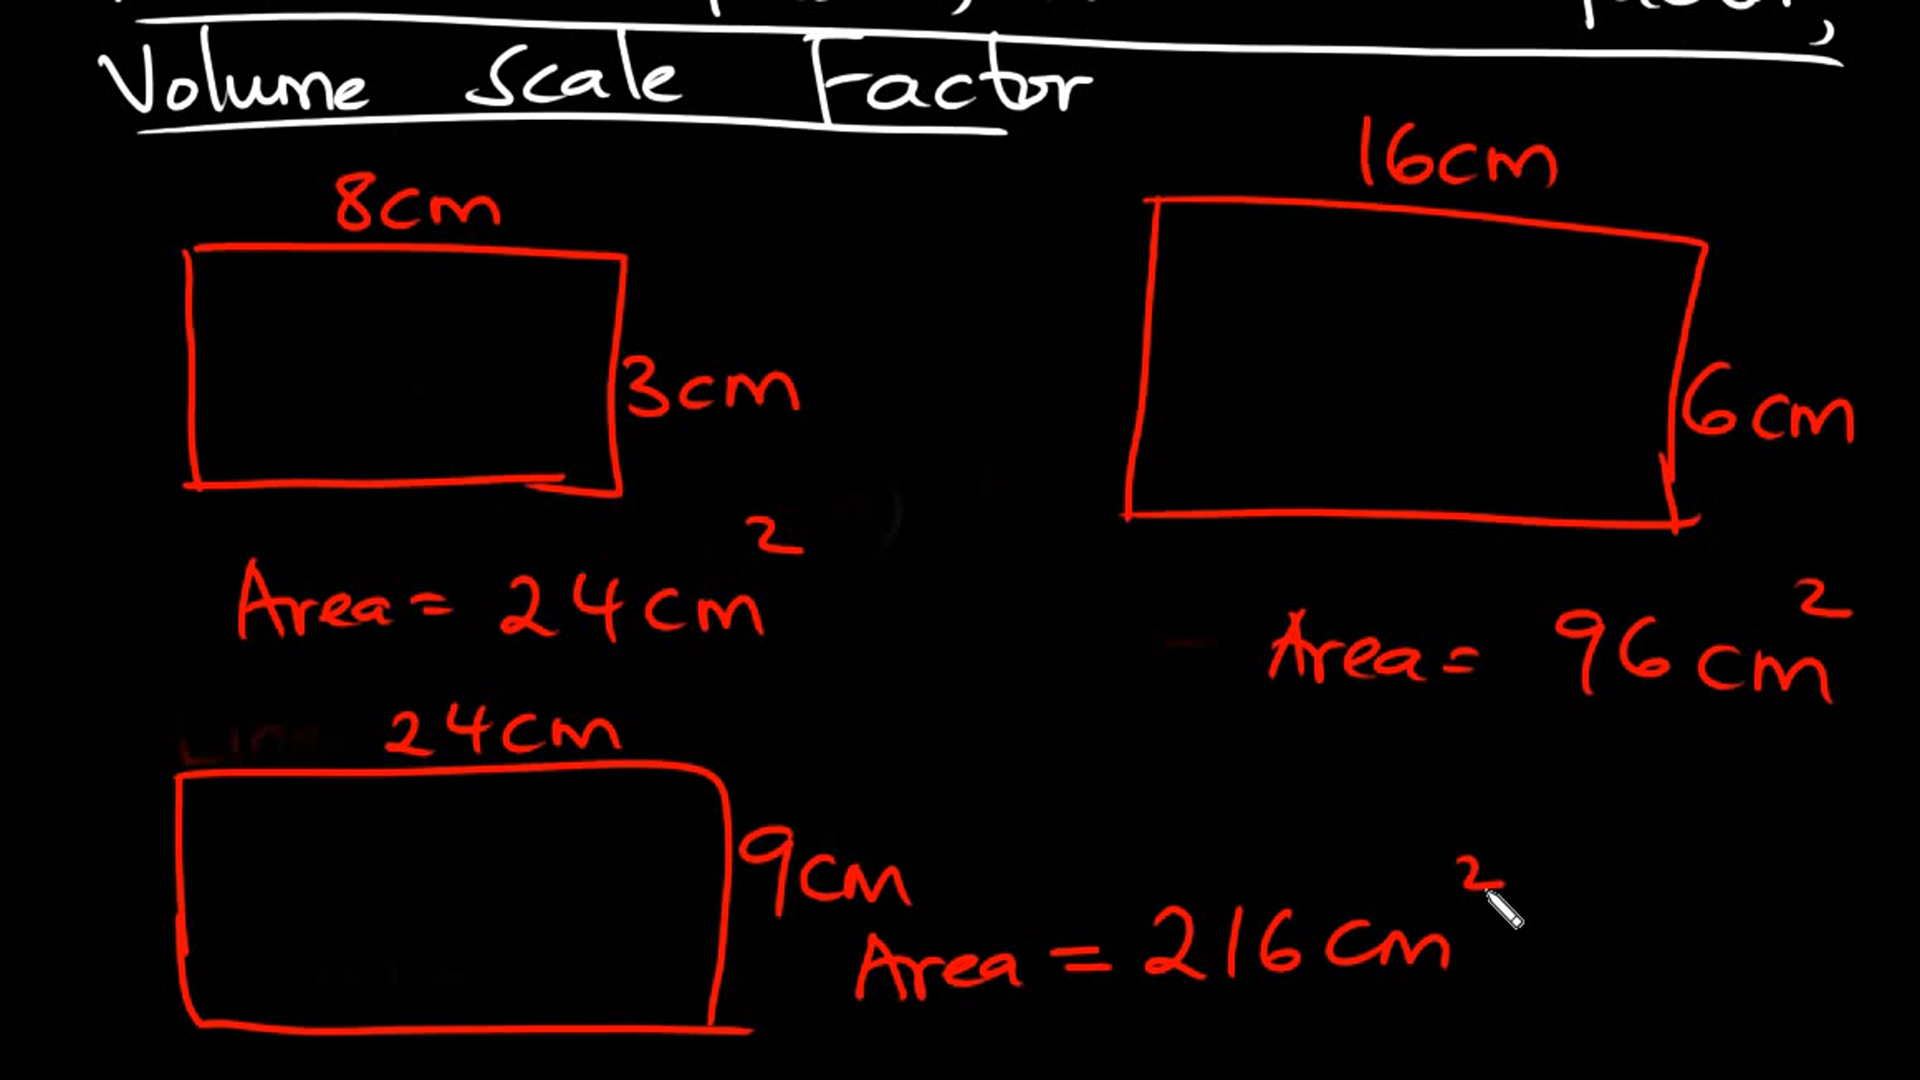 Volume Scale Factor
16cm
8cm
3cm
6cm
Area = 24cm²
Area = 96cm²
24cm
9cm
Area = 216cm²